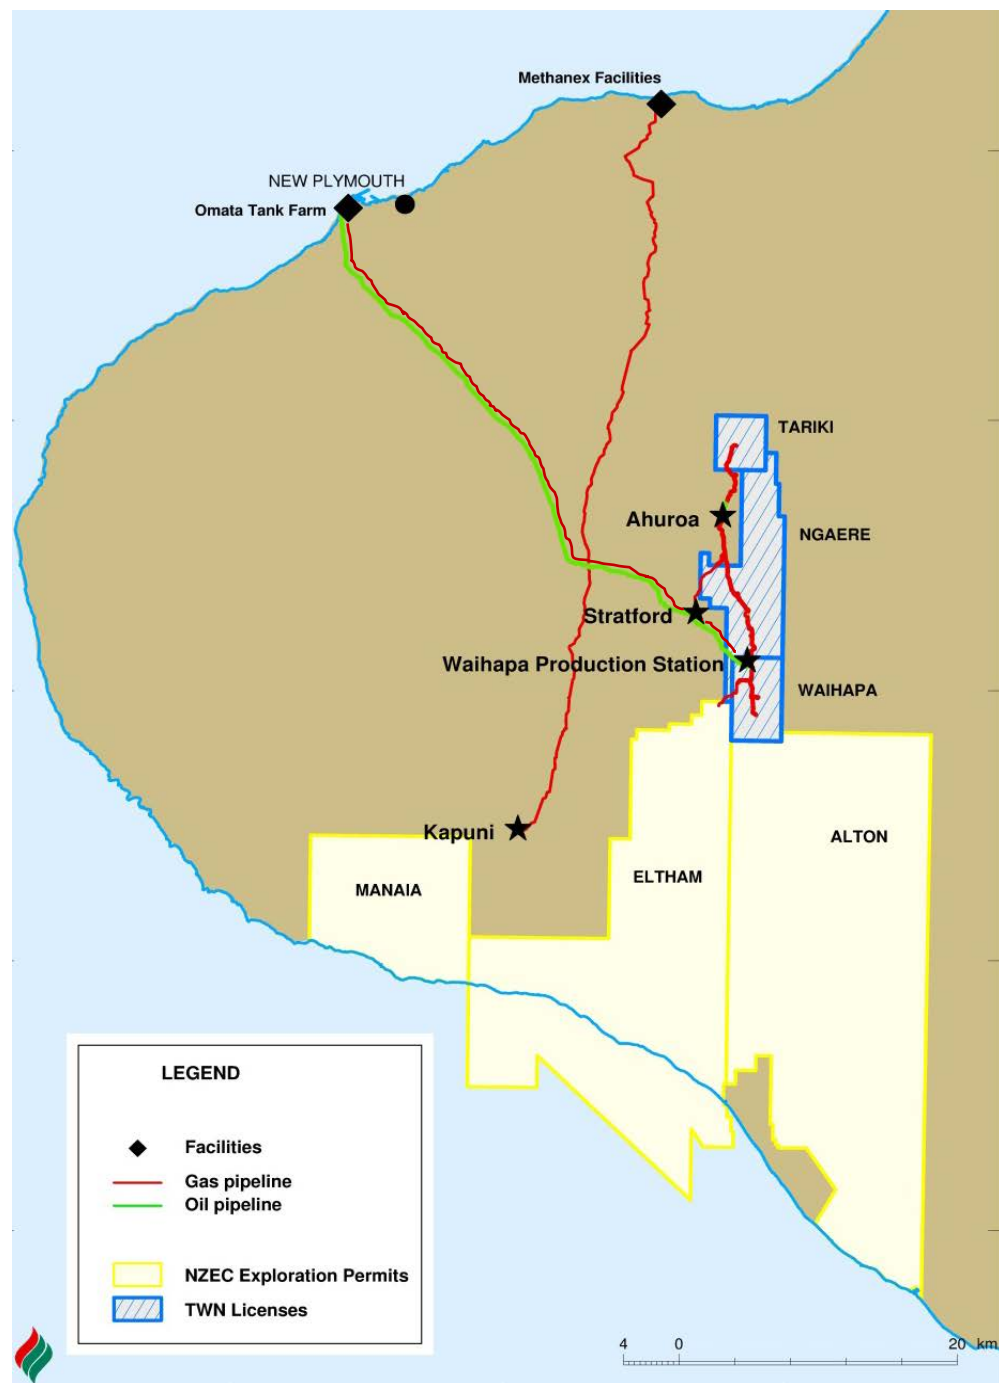 Methanex Facilities
NEW PLYMOUTH
Omata Tank Farm
TARIKI
Ahuroa
NGAERE
Stratford
Waihapa Production Station
WAIHAPA
Kapuni
ALTON
MANAIA
ELTHAM
LEGEND
Facilities
Gas pipeline
Oil pipeline
NZEC Exploration Permits
TWN Licenses
4 0 20 km